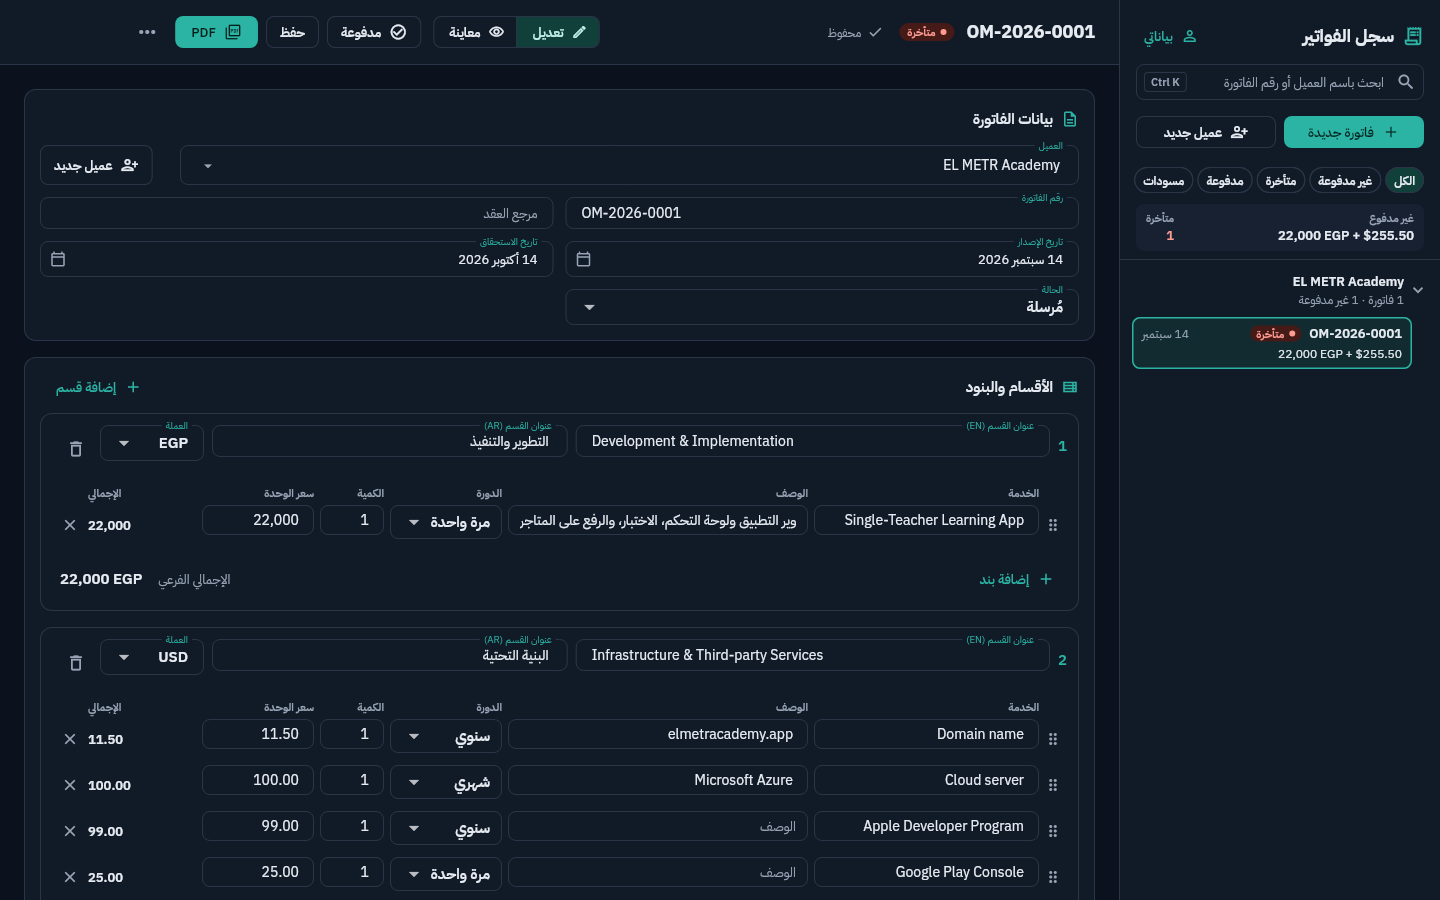 سجل الفواتير
بياناتي
ابحث باسم العميل أو رقم الفاتورة
Ctrl K
فاتورة جديدة
عميل جديد
الكل
غير مدفوعة
متأخرة
مدفوعة
مسودات
غير مدفوع
متأخرة
22,000 EGP + $255.50
1
EL METR Academy
1 فاتورة · 1 غير مدفوعة
OM-2026-0001
متأخرة
14 سبتمبر
22,000 EGP + $255.50
OM-2026-0001
متأخرة
محفوظ
تعديل
معاينة
مدفوعة
حفظ
PDF
بيانات الفاتورة
العميل
EL METR Academy
عميل جديد
رقم الفاتورة
OM-2026-0001
مرجع العقد
تاريخ الإصدار
14 سبتمبر 2026
تاريخ الاستحقاق
14 أكتوبر 2026
الحالة
مُرسلة
الأقسام والبنود
إضافة قسم
1
عنوان القسم (EN)
Development & Implementation
عنوان القسم (AR)
التطوير والتنفيذ
العملة
EGP
الخدمة
الوصف
الدورة
الكمية
سعر الوحدة
الإجمالي
Single-Teacher Learning App
وير التطبيق ولوحة التحكم، الاختبار، والرفع على المتاجر
مرة واحدة
1
22,000
22,000
إضافة بند
الإجمالي الفرعي
22,000 EGP
2
عنوان القسم (EN)
Infrastructure & Third-party Services
عنوان القسم (AR)
البنية التحتية
العملة
USD
الخدمة
الوصف
الدورة
الكمية
سعر الوحدة
الإجمالي
Domain name
elmetracademy.app
سنوي
1
11.50
11.50
Cloud server
Microsoft Azure
شهري
1
100.00
100.00
Apple Developer Program
الوصف
سنوي
1
99.00
99.00
Google Play Console
الوصف
مرة واحدة
1
25.00
25.00